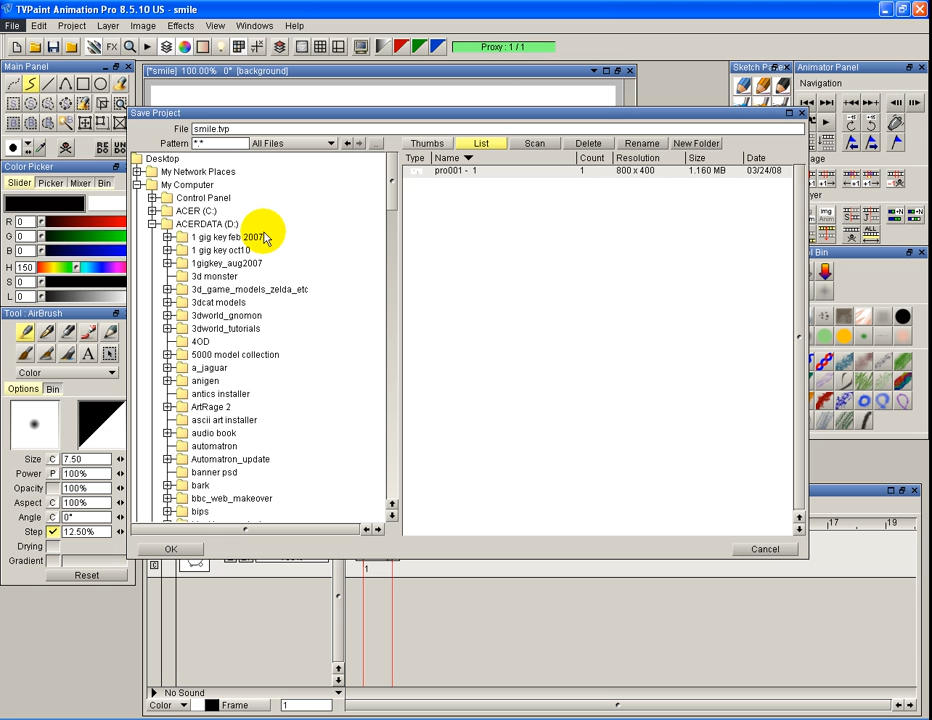 TVPaint Animation Pro 8.5.10 US - smile
File Edit Project Layer Image Effects View Windows Help
FX Proxy : 1 / 1
Main Panel
[*smile] 100.00% 0* [background]
Animator Panel
Navigation
Save Project
File smile.tvp
Pattern *.* All Files ...
Thumbs List Scan Delete Rename New Folder
Type Name Count Resolution Size Date
pro001 - 1 1 800 x 400 1.160 MB 03/24/08
Desktop
My Network Places
My Computer
Control Panel
ACER (C:)
ACERDATA (D:)
1 gig key feb 2007
1 gig key oct10
1gigkey_aug2007
3d monster
3d_game_models_zelda_etc
3dcat models
3dworld_gnomon
3dworld_tutorials
4OD
5000 model collection
a_jaguar
anigen
antics installer
ArtRage 2
ascii art installer
audio book
automatron
Automatron_update
banner psd
bark
bbc_web_makeover
bips
OK Cancel
Color Picker
Slider Picker Mixer Bin
R 0
G 0
B 0
H 150
S 0
L 0
Tool : AirBrush
Color
Options Bin
Size C 7.50
Power P 100%
Opacity 100%
Aspect C 100%
Angle C 0°
Step 12.50%
Drying
Gradient
Reset
Img
Anim
ALL
17 19
1
No Sound
Color Frame 1